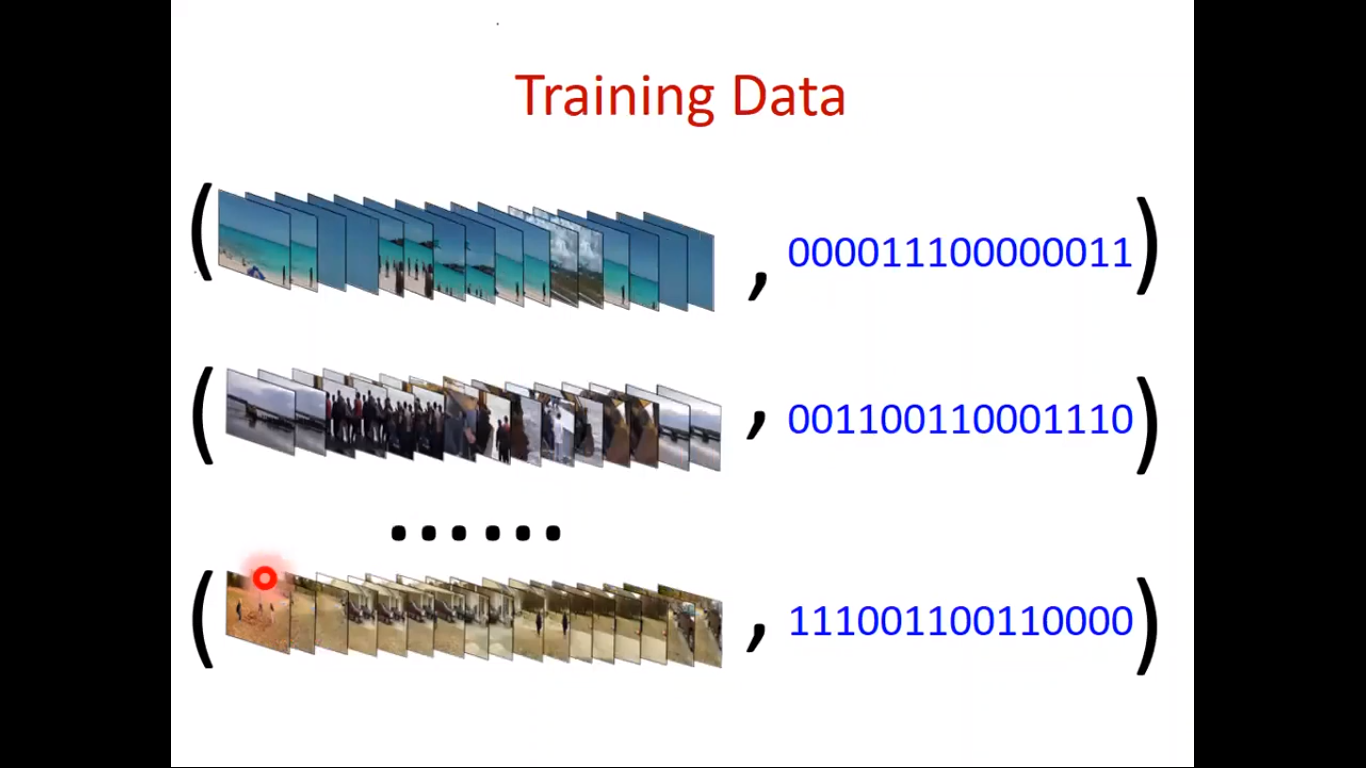 Training Data
( , 000011100000011)
( , 001100110001110)
......
( , 111001100110000)